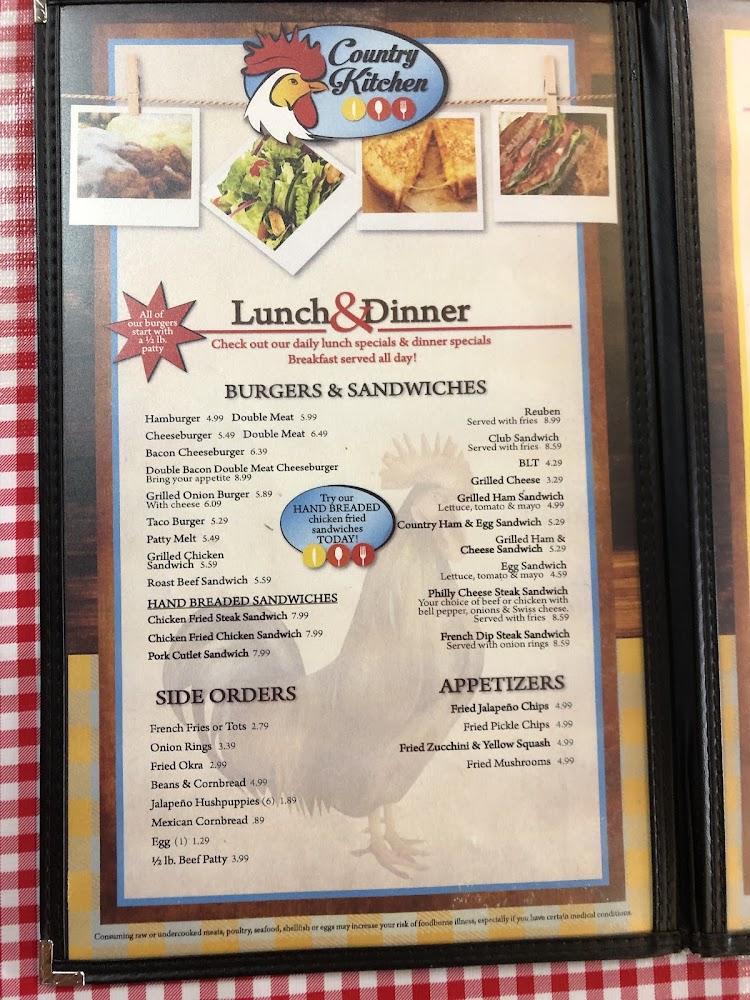 Country
Kitchen
All of
our burgers
start with
a ½ lb.
patty
Lunch & Dinner
Check out our daily lunch specials & dinner specials
Breakfast served all day!
BURGERS & SANDWICHES
Hamburger 4.99 Double Meat 5.99
Cheeseburger 5.49 Double Meat 6.49
Bacon Cheeseburger 6.39
Double Bacon Double Meat Cheeseburger
Bring your appetite 8.99
Grilled Onion Burger 5.89
With cheese 6.09
Taco Burger 5.29
Patty Melt 5.49
Grilled Chicken
Sandwich 5.59
Roast Beef Sandwich 5.59
HAND BREADED SANDWICHES
Chicken Fried Steak Sandwich 7.99
Chicken Fried Chicken Sandwich 7.99
Pork Cutlet Sandwich 7.99
Try our
HAND BREADED
chicken fried
sandwiches
TODAY!
Reuben
Served with fries 8.99
Club Sandwich
Served with fries 8.59
BLT 4.29
Grilled Cheese 3.29
Grilled Ham Sandwich
Lettuce, tomato & mayo 4.99
Country Ham & Egg Sandwich 5.29
Grilled Ham &
Cheese Sandwich 5.29
Egg Sandwich
Lettuce, tomato & mayo 4.59
Philly Cheese Steak Sandwich
Your choice of beef or chicken with
bell pepper, onions & Swiss cheese.
Served with fries 8.59
French Dip Steak Sandwich
Served with onion rings 8.59
SIDE ORDERS
French Fries or Tots 2.79
Onion Rings 3.39
Fried Okra 2.99
Beans & Cornbread 4.99
Jalapeño Hushpuppies (6) 1.89
Mexican Cornbread .89
Egg (1) 1.29
½ lb. Beef Patty 3.99
APPETIZERS
Fried Jalapeño Chips 4.99
Fried Pickle Chips 4.99
Fried Zucchini & Yellow Squash 4.99
Fried Mushrooms 4.99
Consuming raw or undercooked meats, poultry, seafood, shellfish or eggs may increase your risk of foodborne illness, especially if you have certain medical conditions.